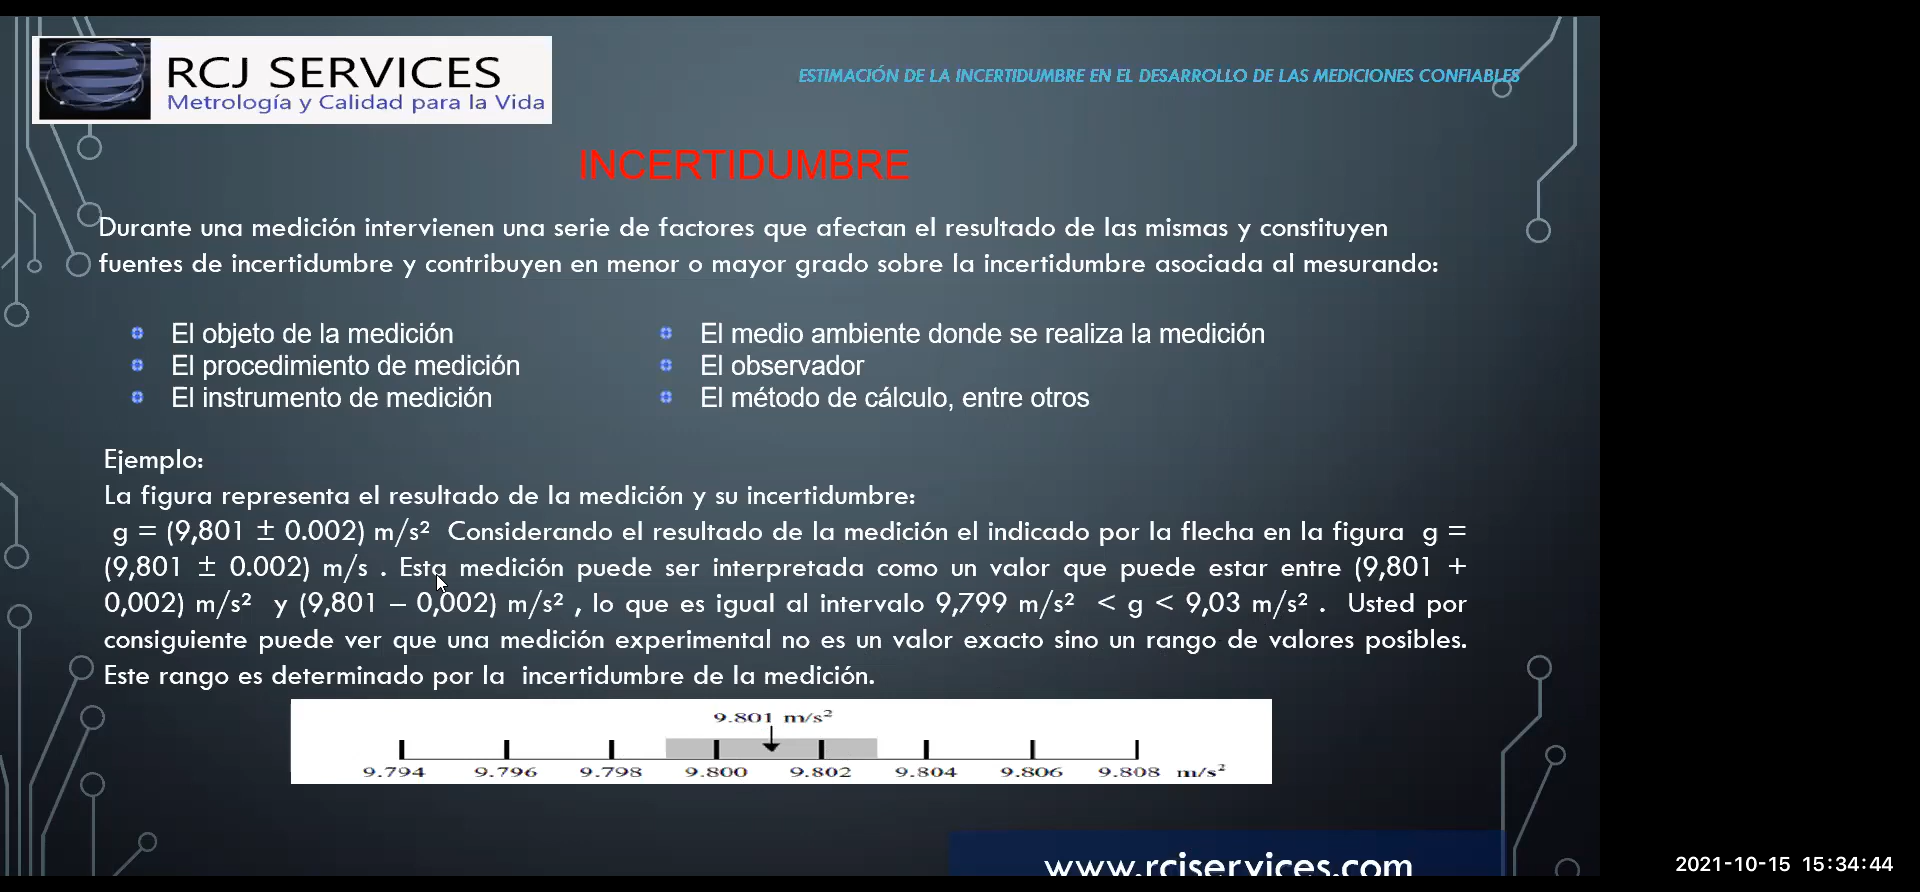 RCJ SERVICES
Metrología y Calidad para la Vida
ESTIMACIÓN DE LA INCERTIDUMBRE EN EL DESARROLLO DE LAS MEDICIONES CONFIABLES
INCERTIDUMBRE
Durante una medición intervienen una serie de factores que afectan el resultado de las mismas y constituyen
fuentes de incertidumbre y contribuyen en menor o mayor grado sobre la incertidumbre asociada al mesurando:
El objeto de la medición
El procedimiento de medición
El instrumento de medición
El medio ambiente donde se realiza la medición
El observador
El método de cálculo, entre otros
Ejemplo:
La figura representa el resultado de la medición y su incertidumbre:
g = (9,801 ± 0.002) m/s² Considerando el resultado de la medición el indicado por la flecha en la figura g =
(9,801 ± 0.002) m/s . Esta medición puede ser interpretada como un valor que puede estar entre (9,801 +
0,002) m/s² y (9,801 – 0,002) m/s² , lo que es igual al intervalo 9,799 m/s² < g < 9,03 m/s² . Usted por
consiguiente puede ver que una medición experimental no es un valor exacto sino un rango de valores posibles.
Este rango es determinado por la incertidumbre de la medición.
9.801 m/s²
9.794 9.796 9.798 9.800 9.802 9.804 9.806 9.808 m/s²
www.rcjservices.com
2021-10-15 15:34:44